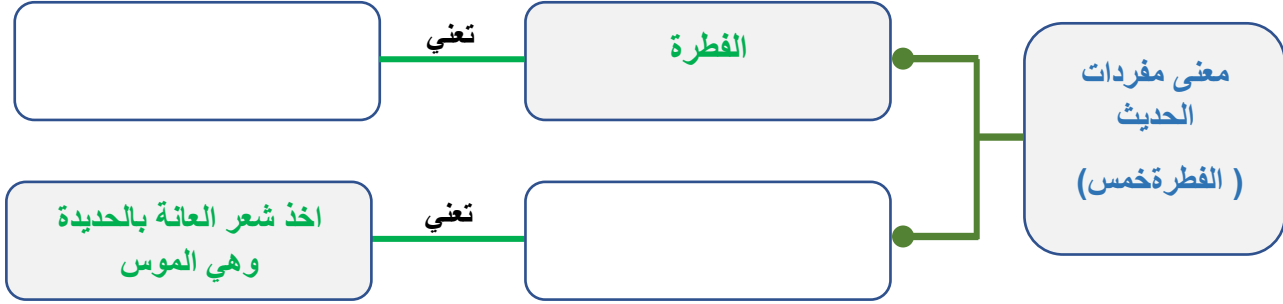 معنى مفردات
الحديث
( الفطرةخمس)
الفطرة
تعني
تعني
اخذ شعر العانة بالحديدة
وهي الموس